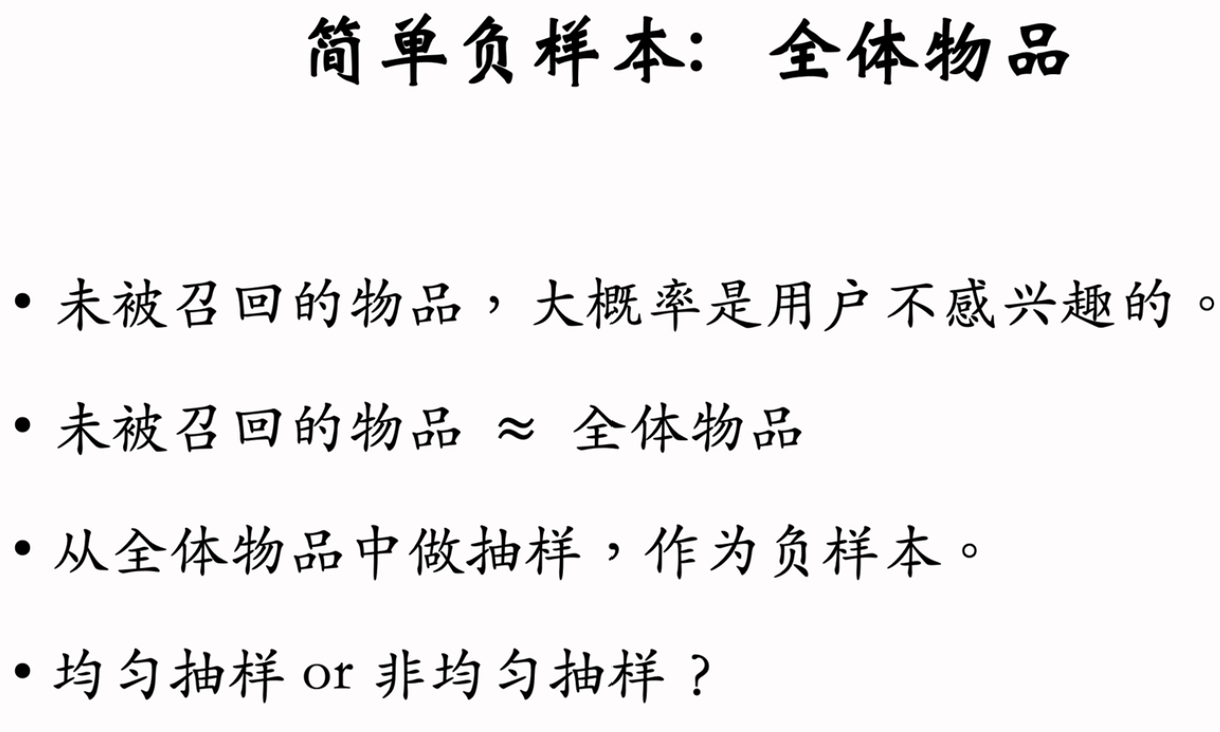 简单负样本：全体物品
• 未被召回的物品，大概率是用户不感兴趣的。
• 未被召回的物品 ≈ 全体物品
• 从全体物品中做抽样，作为负样本。
• 均匀抽样 or 非均匀抽样？